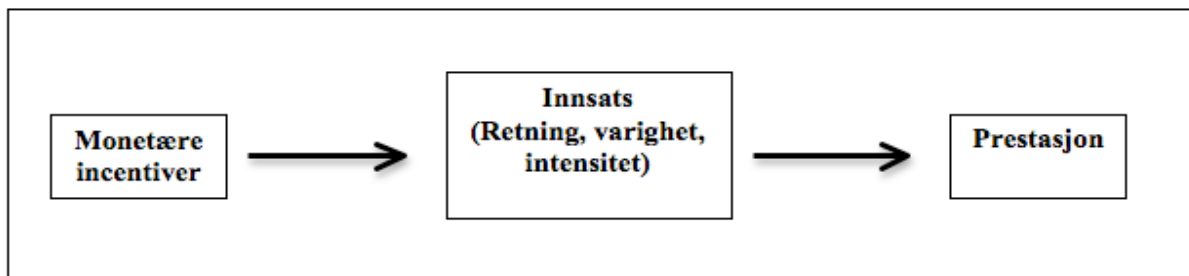 Monetære
incentiver
Innsats
(Retning, varighet,
intensitet)
Prestasjon